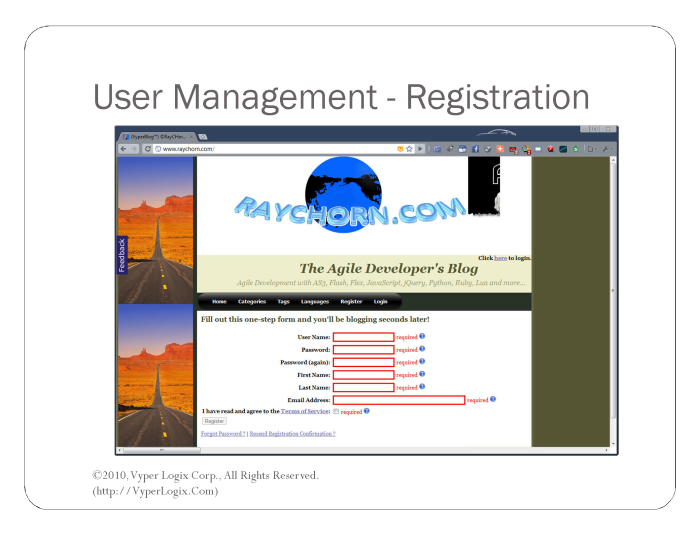 User Management - Registration
(HyperBlog™) ©RayCHor...
www.raychorn.com/
RAYCHORN.COM
Feedback
Click here to login.
The Agile Developer's Blog
Agile Development with AS3, Flash, Flex, JavaScript, jQuery, Python, Ruby, Lua and more...
Home Categories Tags Languages Register Login
Fill out this one-step form and you'll be blogging seconds later!
User Name: required
Password: required
Password (again): required
First Name: required
Last Name: required
Email Address: required
I have read and agree to the Terms of Service: required
Register
Forgot Password ? | Resend Registration Confirmation ?
©2010, Vyper Logix Corp., All Rights Reserved.
(http://VyperLogix.Com)